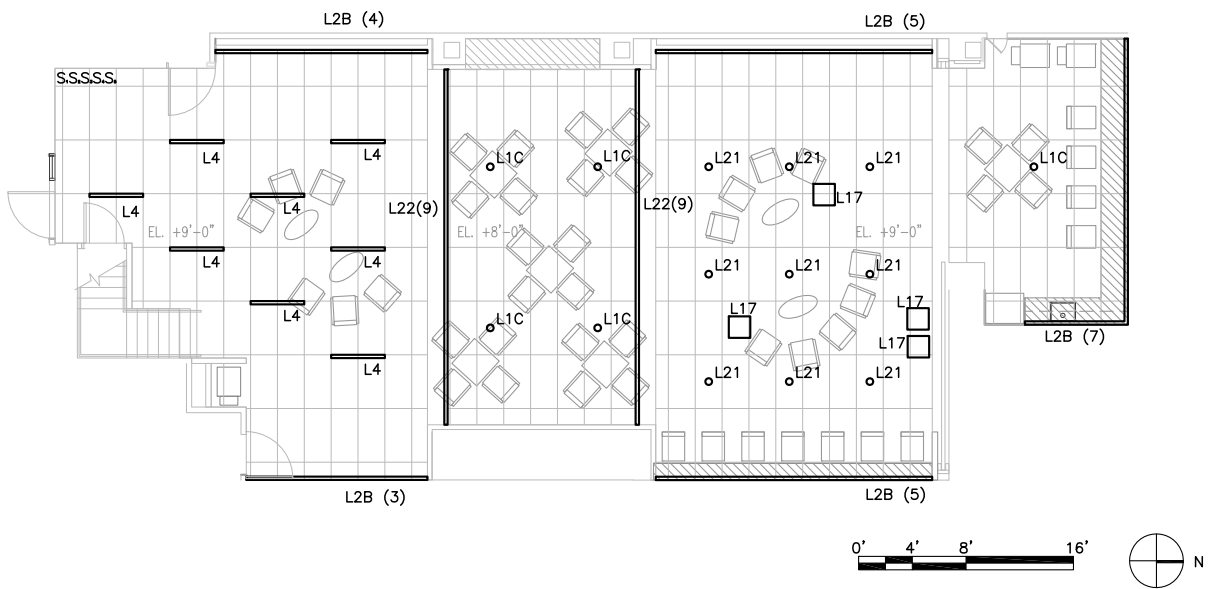 L2B (4)
L2B (5)
S.S.S.S.S.
L4
L4
L1C
L1C
L21
L21
L21
L1C
L4
L4
L22(9)
L22(9)
L17
EL. +9'-0"
EL. +8'-0"
EL. +9'-0"
L4
L4
L21
L21
L21
L4
L1C
L1C
L17
L17
L2B (7)
L17
L4
L21
L21
L21
L2B (3)
L2B (5)
0' 4' 8' 16'
N